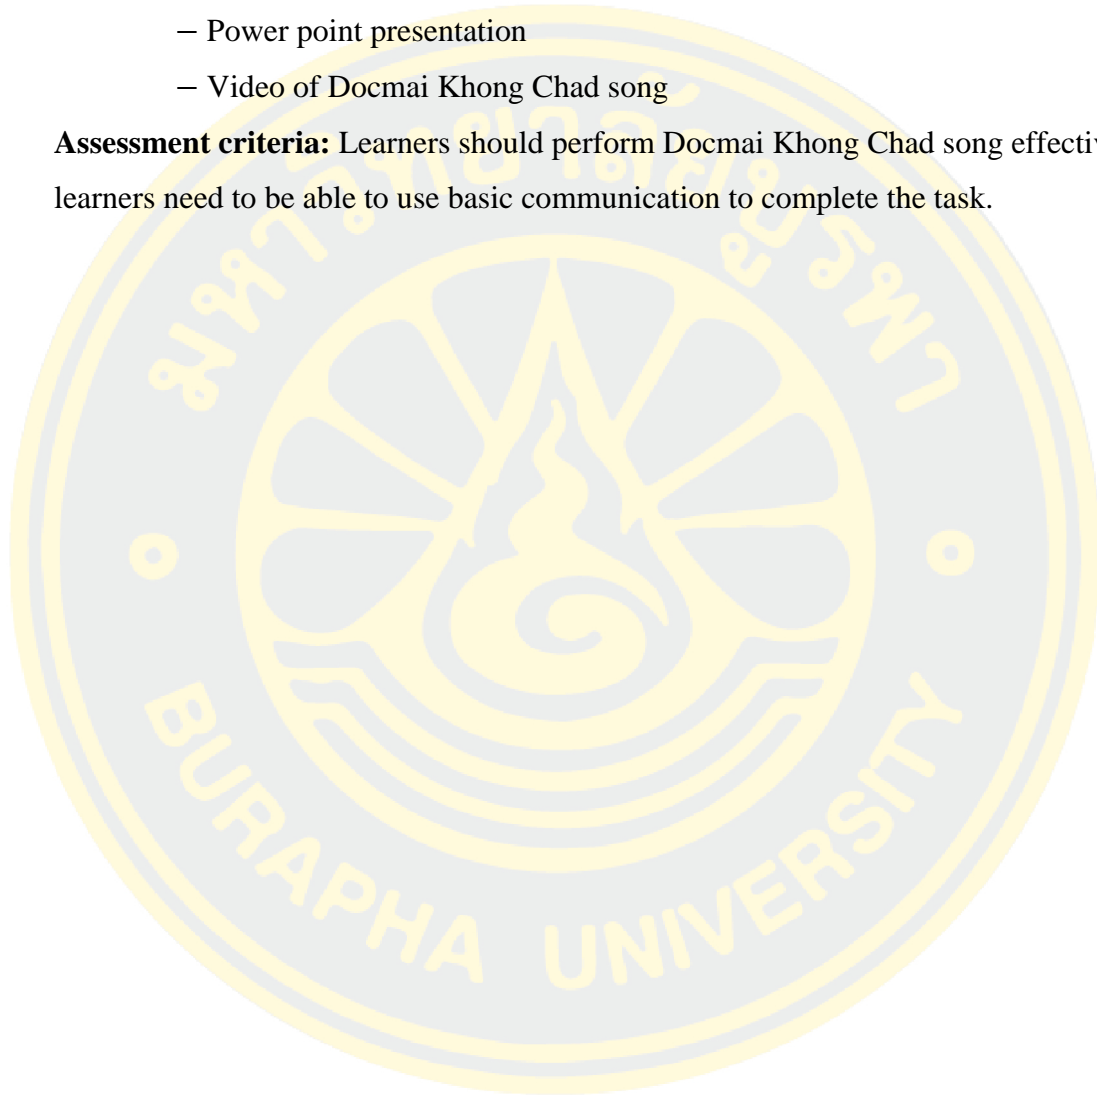 – Power point presentation
– Video of Docmai Khong Chad song
Assessment criteria: Learners should perform Docmai Khong Chad song effectiv
learners need to be able to use basic communication to complete the task.
มหาวิทยาลัยบูรพา
BURAPHA UNIVERSITY